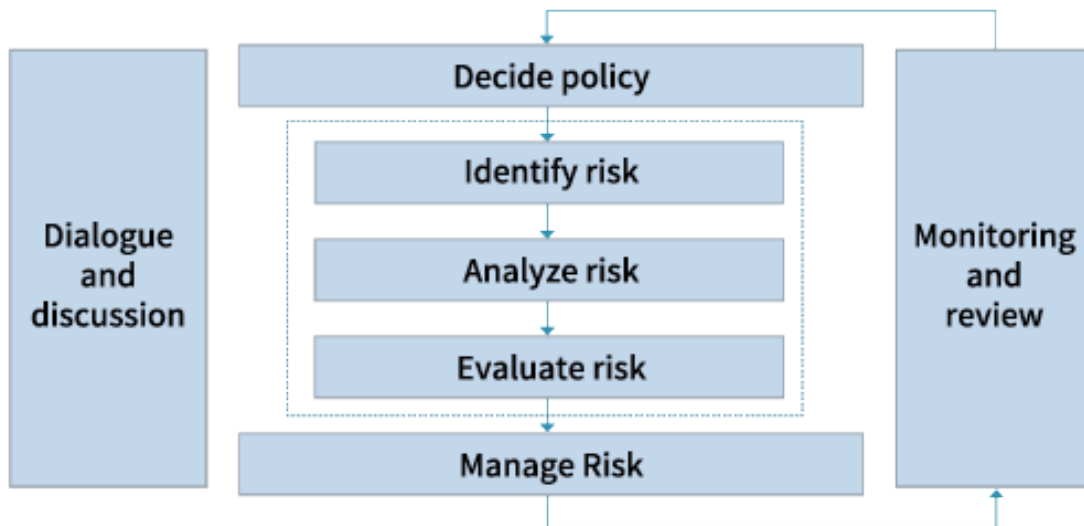 Decide policy
Identify risk
Analyze risk
Evaluate risk
Manage Risk
Dialogue
and
discussion
Monitoring
and
review